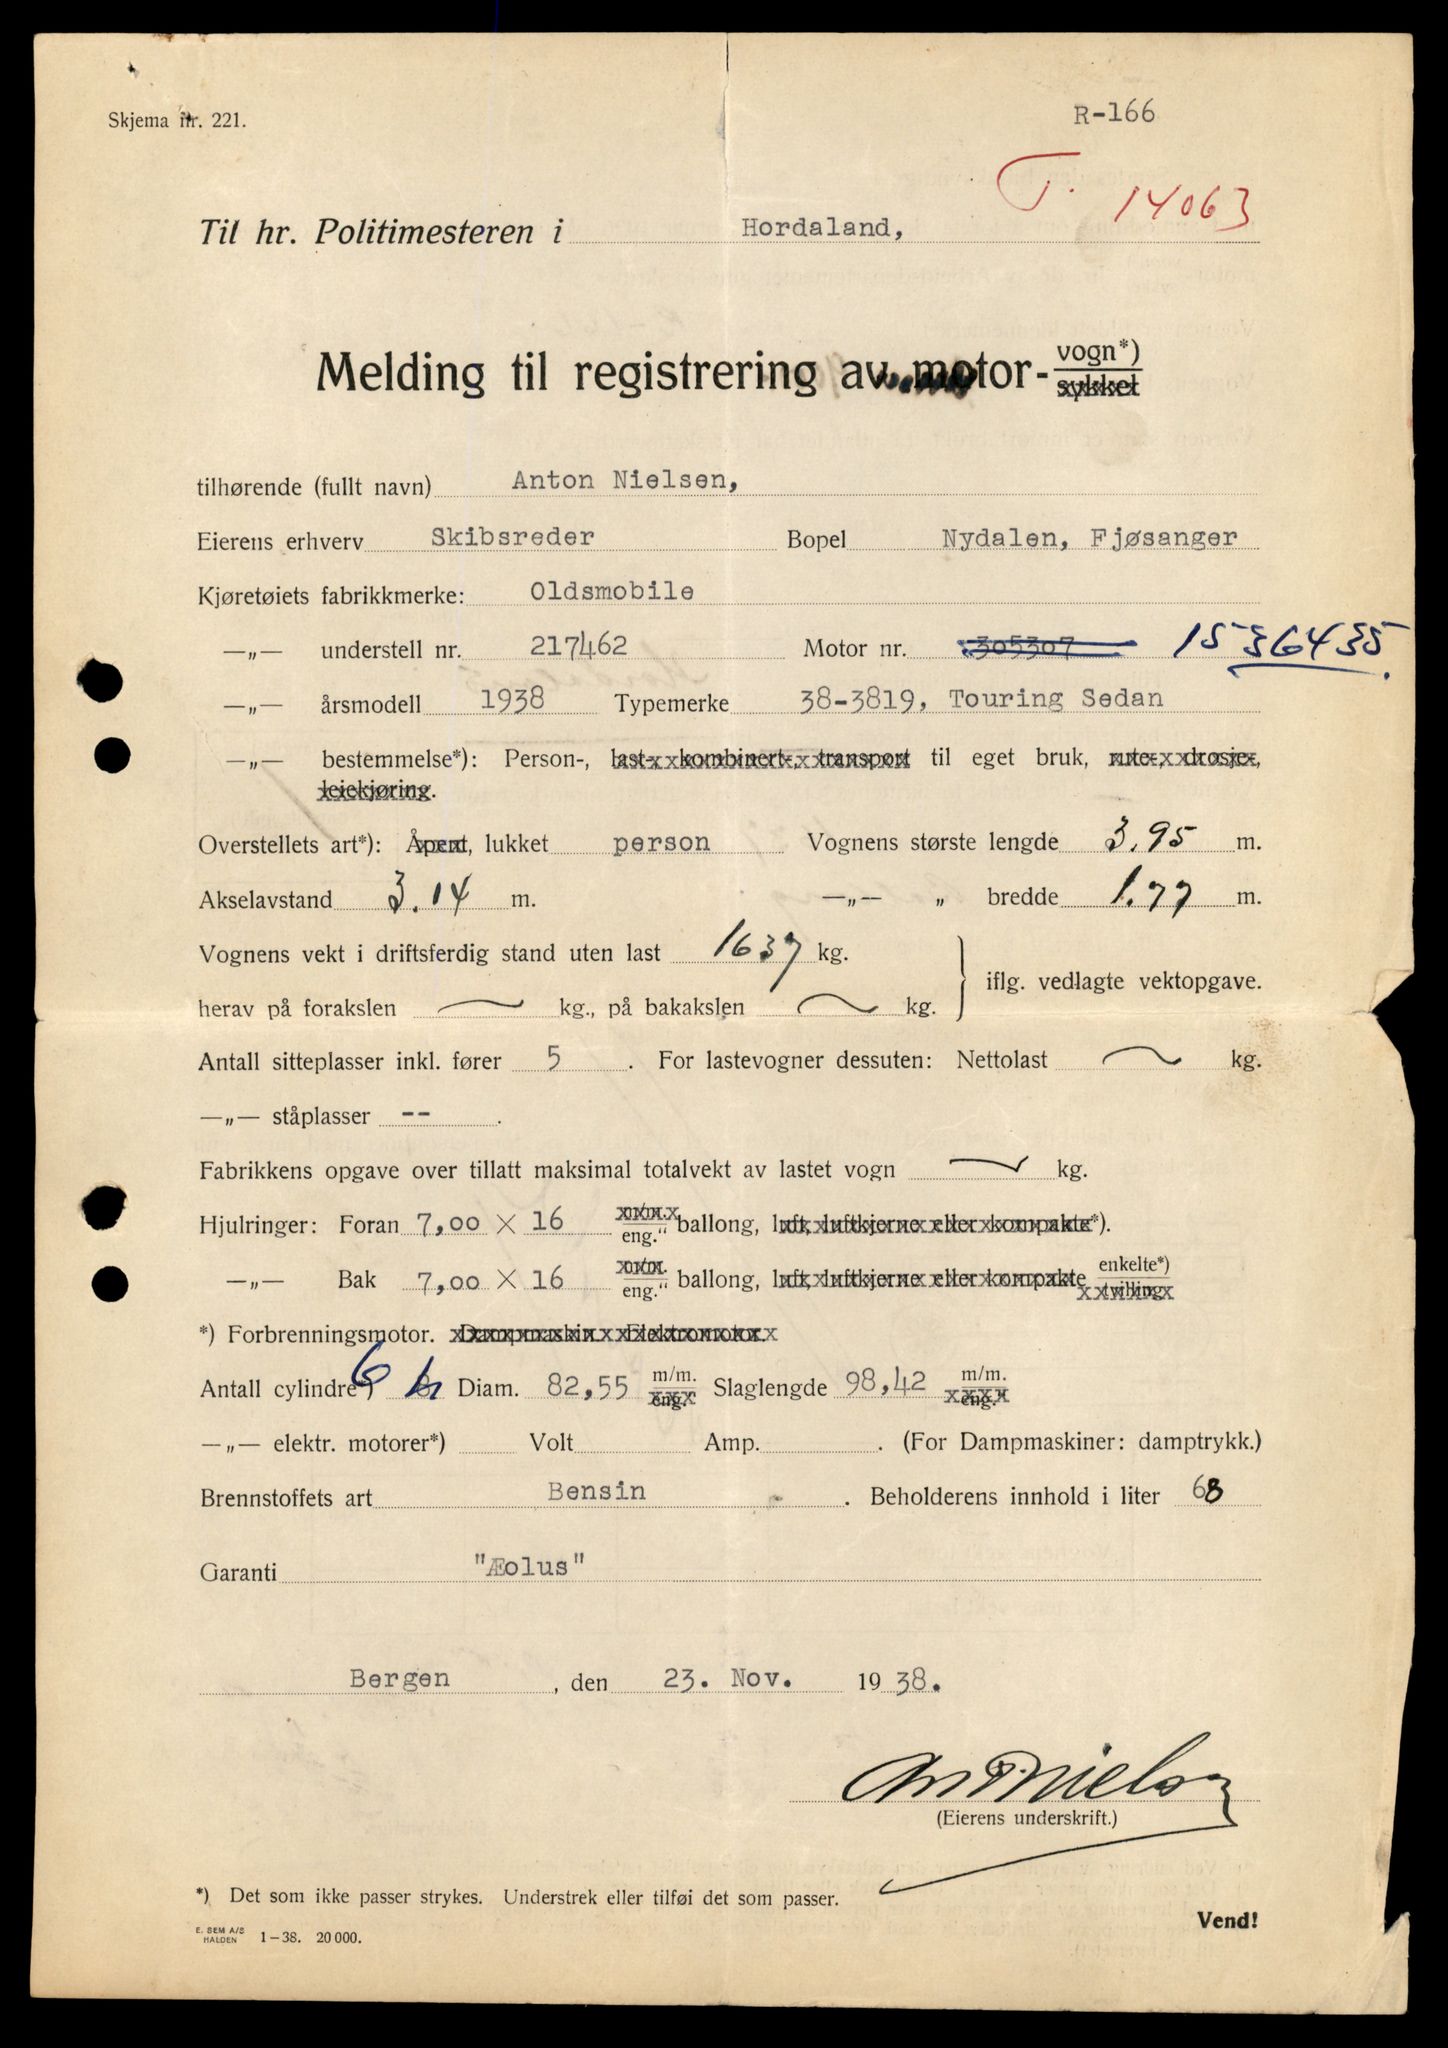 Skjema nr. 221.
R-166
T. 14063
Til hr. Politimesteren i Hordaland,
Melding til registrering av motor- vogn*)
sykkel
tilhørende (fullt navn) Anton Nielsen,
Eierens erhverv Skibsreder Bopel Nydalen, Fjøsanger
Kjøretøiets fabrikkmerke: Oldsmobile
—„— understell nr. 217462 Motor nr. 305307 1536435
—„— årsmodell 1938 Typemerke 38-3819, Touring Sedan
—„— bestemmelse*): Person-, last-, kombinert-, transport til eget bruk, rute-, drosje-,
leiekjøring.
Overstellets art*): Åpent, lukket person Vognens største lengde 3.95 m.
Akselavstand 3.14 m. —„— „ bredde 1.77 m.
Vognens vekt i driftsferdig stand uten last 1637 kg.
herav på forakslen kg., på bakakslen kg.
iflg. vedlagte vektopgave.
Antall sitteplasser inkl. fører 5 . For lastevogner dessuten: Nettolast kg.
—„— ståplasser -- .
Fabrikkens opgave over tillatt maksimal totalvekt av lastet vogn kg.
Hjulringer: Foran 7,00 X 16 m/m. eng.“ ballong, luft, luftkjerne eller kompakte*).
—„— Bak 7,00 X 16 m/m. eng.“ ballong, luft, luftkjerne eller kompakte enkelte*) tvilling
*) Forbrenningsmotor. Dampmaskin. Elektromotor.
Antall cylindre*) 6 Diam. 82,55 m/m. eng. Slaglengde 98,42 m/m. eng.
—„— elektr. motorer*) Volt Amp. . (For Dampmaskiner: damptrykk.)
Brennstoffets art Bensin . Beholderens innhold i liter 68
Garanti "Æolus"
Bergen , den 23. Nov. 1938.
Ant Nielsen
(Eierens underskrift.)
*) Det som ikke passer strykes. Understrek eller tilføi det som passer.
Vend!
E. SEM A/S
HALDEN 1-38. 20 000.